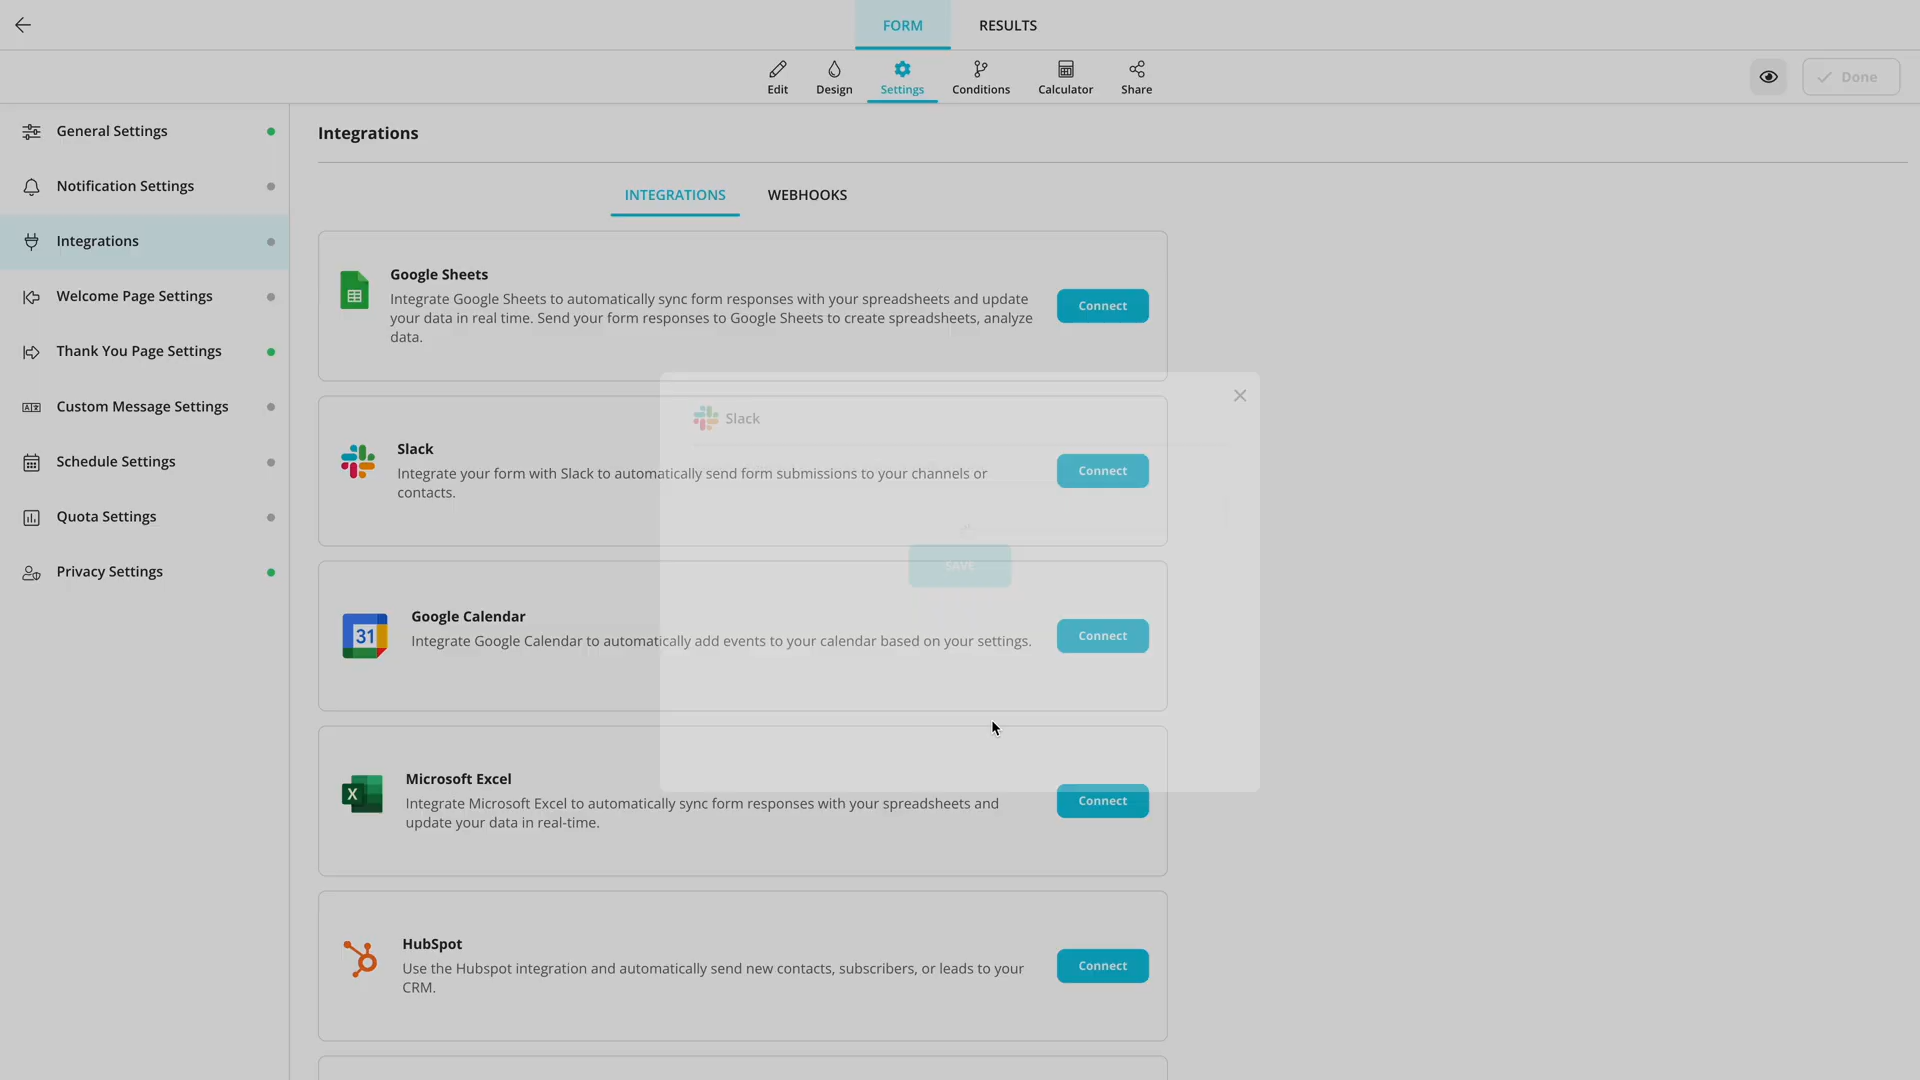 FORM
RESULTS
Edit
Design
Settings
Conditions
Calculator
Share
Done
General Settings
Notification Settings
Integrations
Welcome Page Settings
Thank You Page Settings
Custom Message Settings
Schedule Settings
Quota Settings
Privacy Settings
Integrations
INTEGRATIONS
WEBHOOKS
Google Sheets
Integrate Google Sheets to automatically sync form responses with your spreadsheets and update
your data in real time. Send your form responses to Google Sheets to create spreadsheets, analyze
data.
Connect
Slack
Slack
Integrate your form with Slack to automatically send form submissions to your channels or
contacts.
Connect
SAVE
Google Calendar
31
Integrate Google Calendar to automatically add events to your calendar based on your settings.
Connect
Microsoft Excel
X
Integrate Microsoft Excel to automatically sync form responses with your spreadsheets and
update your data in real-time.
Connect
HubSpot
Use the Hubspot integration and automatically send new contacts, subscribers, or leads to your
CRM.
Connect